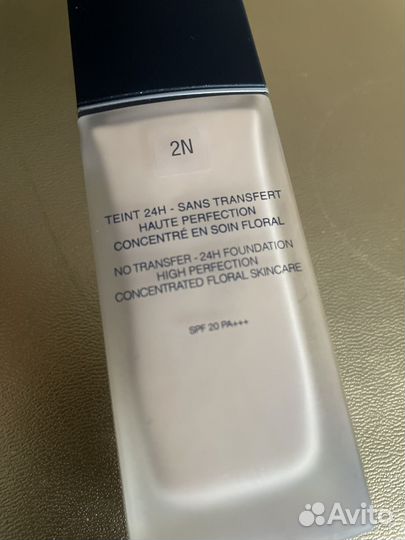 2N
TEINT 24H - SANS TRANSFERT
HAUTE PERFECTION
CONCENTRÉ EN SOIN FLORAL
NO TRANSFER - 24H FOUNDATION
HIGH PERFECTION
CONCENTRATED FLORAL SKINCARE
SPF 20 PA+++
Avito